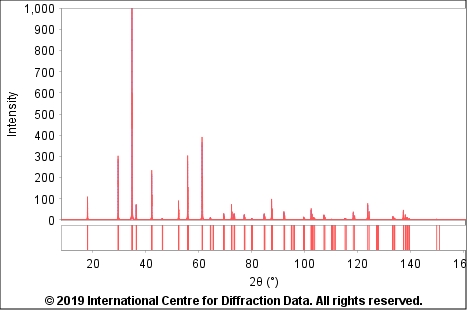 1,000
900
800
700
600
500
400
300
200
100
0
Intensity
20 40 60 80 100 120 140 16
2θ (°)
© 2019 International Centre for Diffraction Data. All rights reserved.